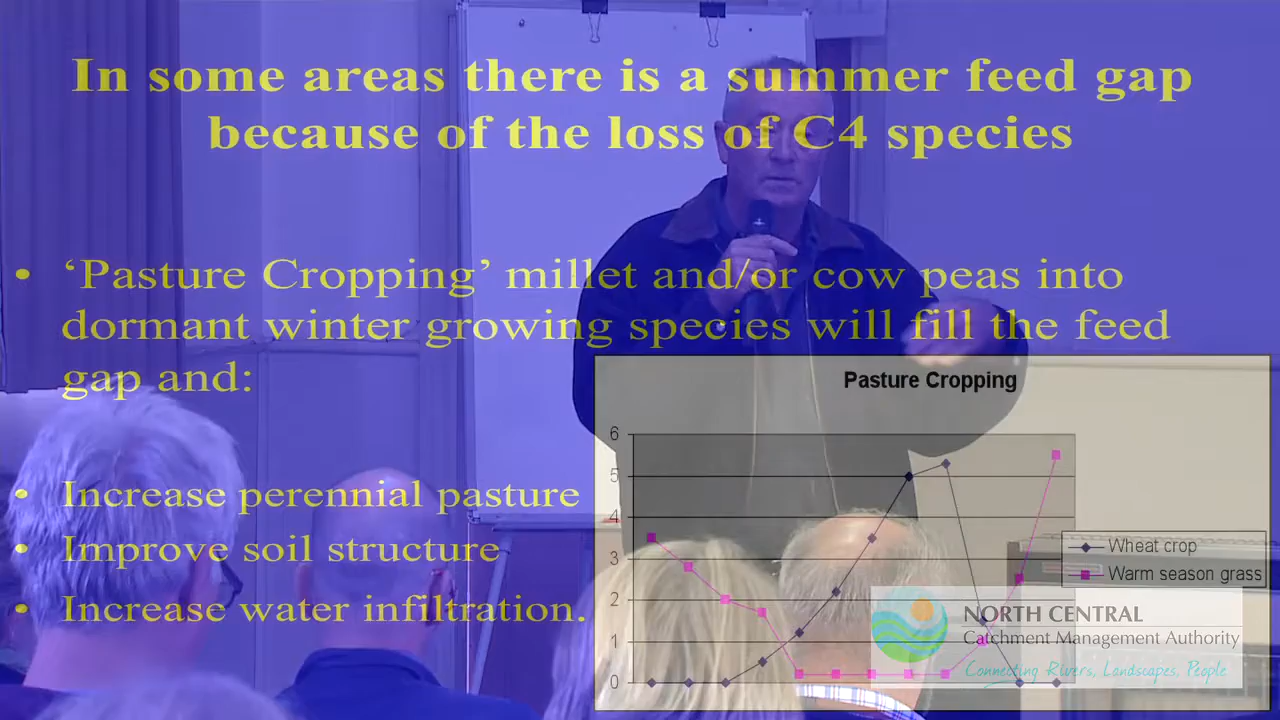 In some areas there is a summer feed gap
because of the loss of C4 species
• ‘Pasture Cropping’ millet and/or cow peas into
dormant winter growing species will fill the feed
gap and:
• Increase perennial pasture
• Improve soil structure
• Increase water infiltration.
Pasture Cropping
6
5
4
3
2
1
0
Wheat crop
Warm season grass
NORTH CENTRAL
Catchment Management Authority
Connecting Rivers, Landscapes, People